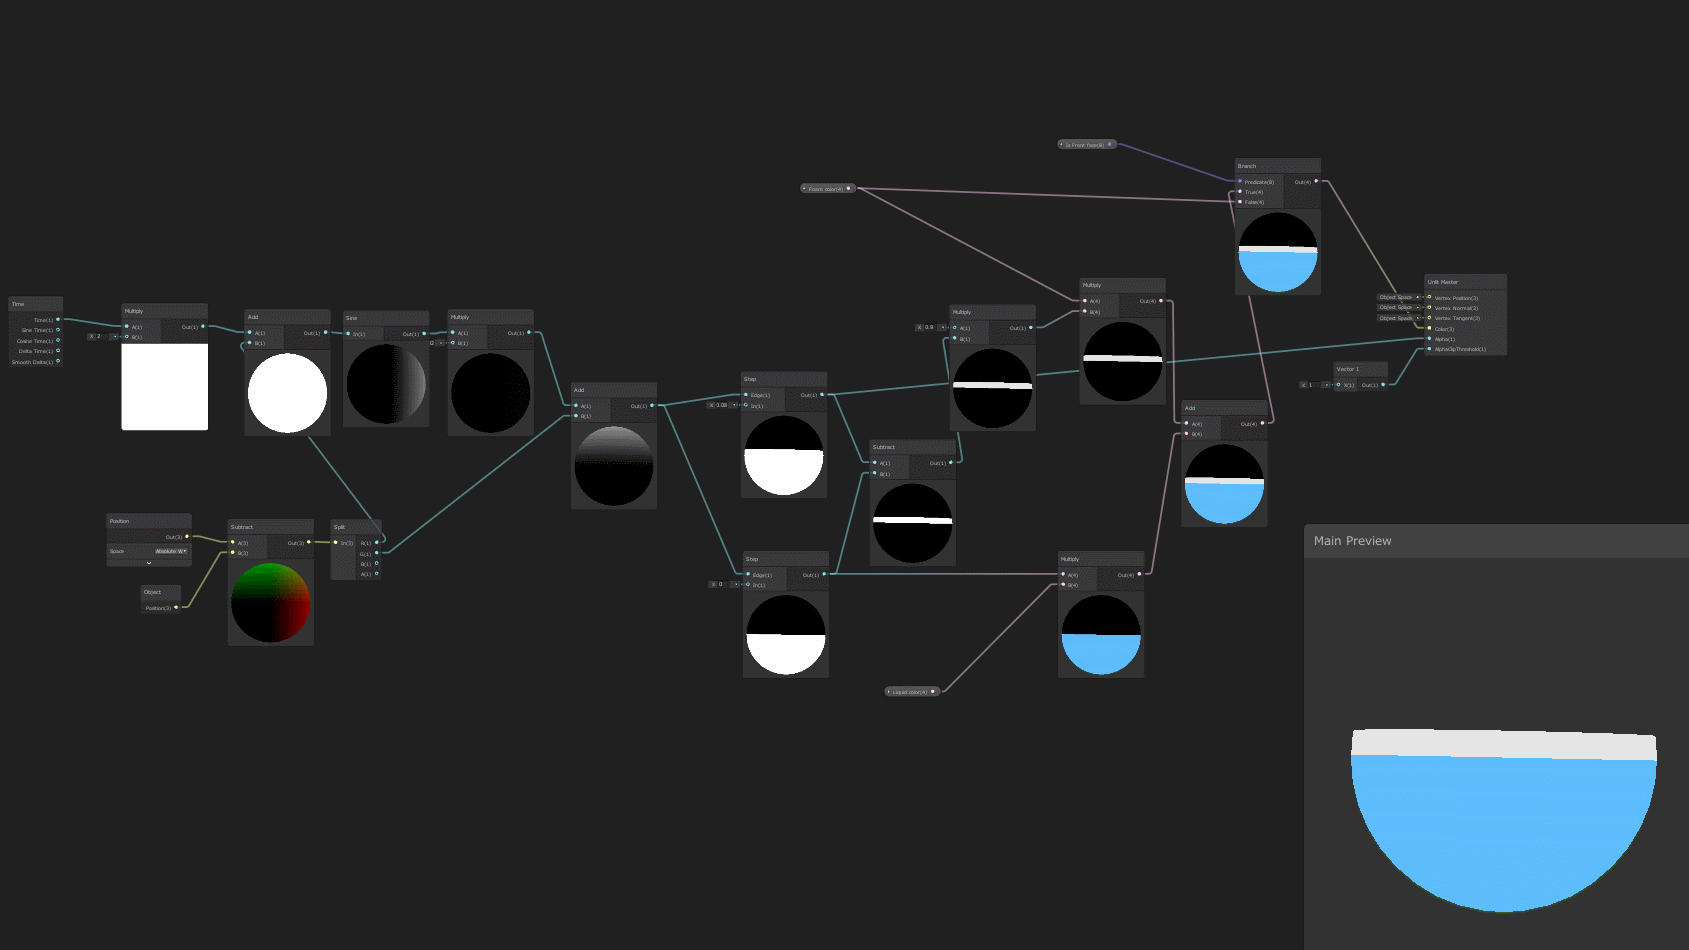 Is Front face(B)
Branch
Predicate(B)
Out(4)
True(4)
False(4)
Foam color(4)
Time
Time(1)
Sine Time(1)
Cosine Time(1)
Delta Time(1)
Smooth Delta(1)
Multiply
A(1)
Out(1)
X 2
B(1)
Add
A(1)
Out(1)
B(1)
Sine
In(1)
Out(1)
Multiply
A(1)
Out(1)
B(1)
Add
A(1)
Out(1)
B(1)
Step
Edge(1)
Out(1)
X 0.08
In(1)
Multiply
X 0.9
A(1)
Out(1)
B(1)
Multiply
A(4)
Out(4)
B(4)
Unlit Master
Object Space
Vertex Position(3)
Object Space
Vertex Normal(3)
Object Space
Vertex Tangent(3)
Color(3)
Alpha(1)
AlphaClipThreshold(1)
Vector 1
X 1
X(1)
Out(1)
Add
A(4)
Out(4)
B(4)
Subtract
A(1)
Out(1)
B(1)
Position
Out(3)
Space
Absolute W
Object
Position(3)
Subtract
A(3)
Out(3)
B(3)
Split
In(3)
R(1)
G(1)
B(1)
A(1)
Step
Edge(1)
Out(1)
X 0
In(1)
Multiply
A(4)
Out(4)
B(4)
Liquid color(4)
Main Preview